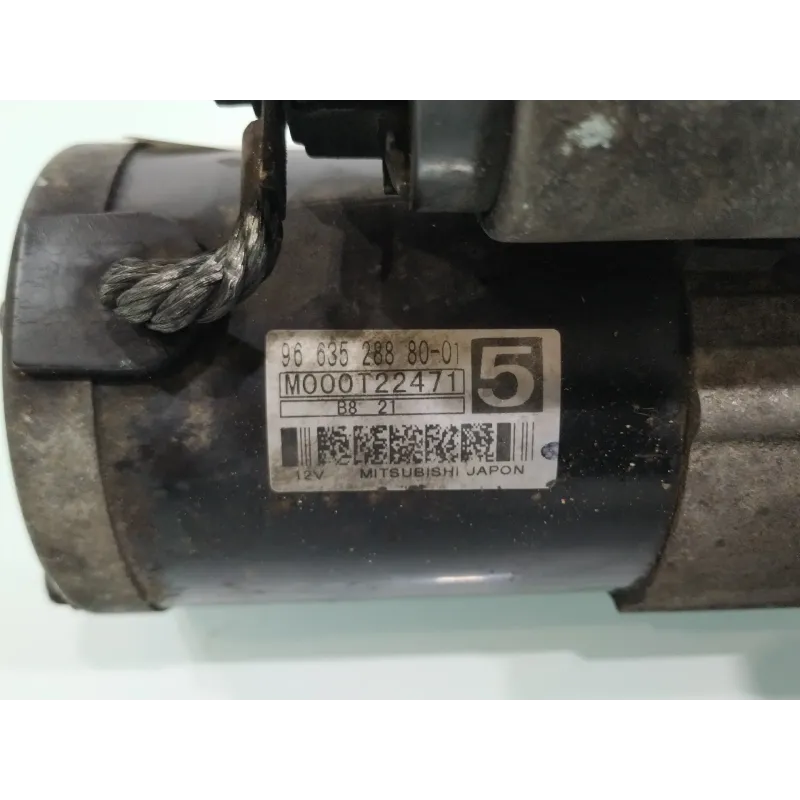 96 635 288 80-01
5
M000T22471
B8 21
12V MITSUBISHI JAPON